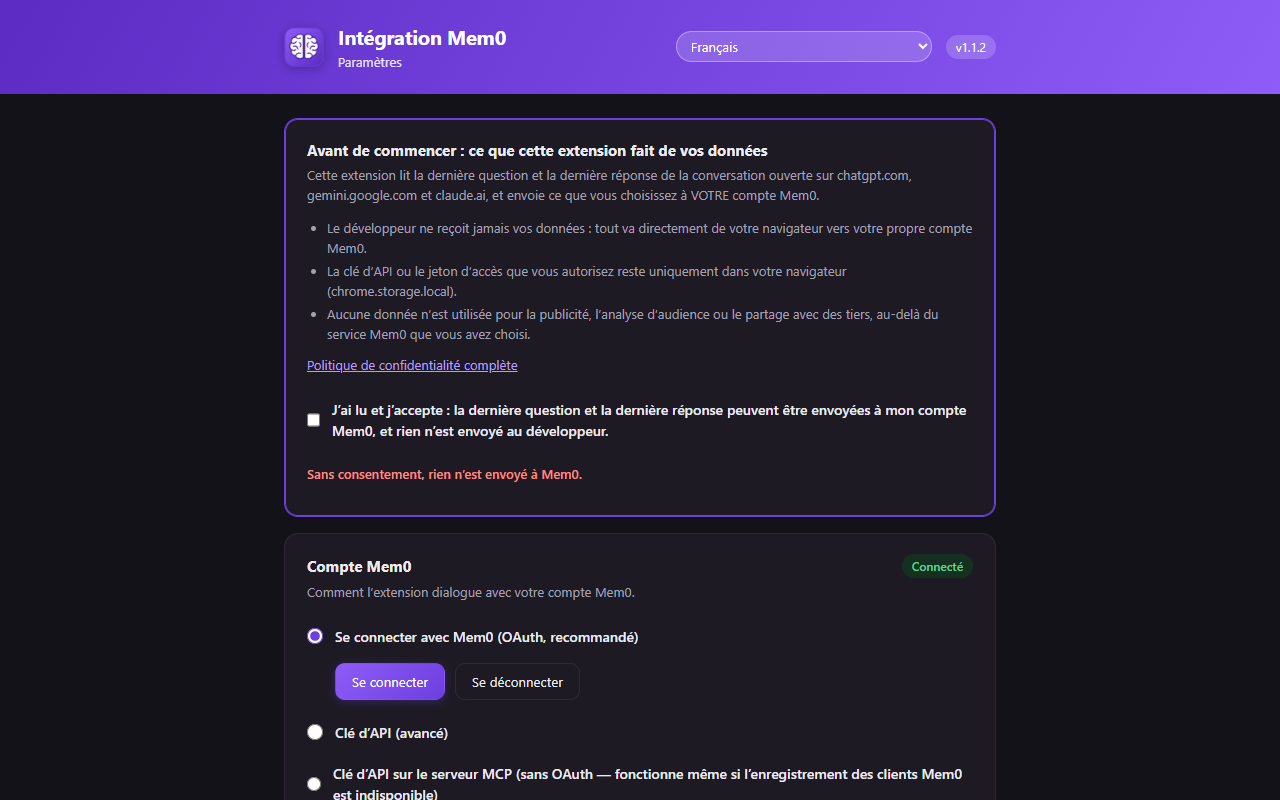 Intégration Mem0
Paramètres
Français
v1.1.2
Avant de commencer : ce que cette extension fait de vos données
Cette extension lit la dernière question et la dernière réponse de la conversation ouverte sur chatgpt.com,
gemini.google.com et claude.ai, et envoie ce que vous choisissez à VOTRE compte Mem0.
• Le développeur ne reçoit jamais vos données : tout va directement de votre navigateur vers votre propre compte
Mem0.
• La clé d’API ou le jeton d’accès que vous autorisez reste uniquement dans votre navigateur
(chrome.storage.local).
• Aucune donnée n’est utilisée pour la publicité, l’analyse d’audience ou le partage avec des tiers, au-delà du
service Mem0 que vous avez choisi.
Politique de confidentialité complète
J’ai lu et j’accepte : la dernière question et la dernière réponse peuvent être envoyées à mon compte
Mem0, et rien n’est envoyé au développeur.
Sans consentement, rien n’est envoyé à Mem0.
Compte Mem0
Connecté
Comment l’extension dialogue avec votre compte Mem0.
Se connecter avec Mem0 (OAuth, recommandé)
Se connecter
Se déconnecter
Clé d’API (avancé)
Clé d’API sur le serveur MCP (sans OAuth — fonctionne même si l’enregistrement des clients Mem0
est indisponible)